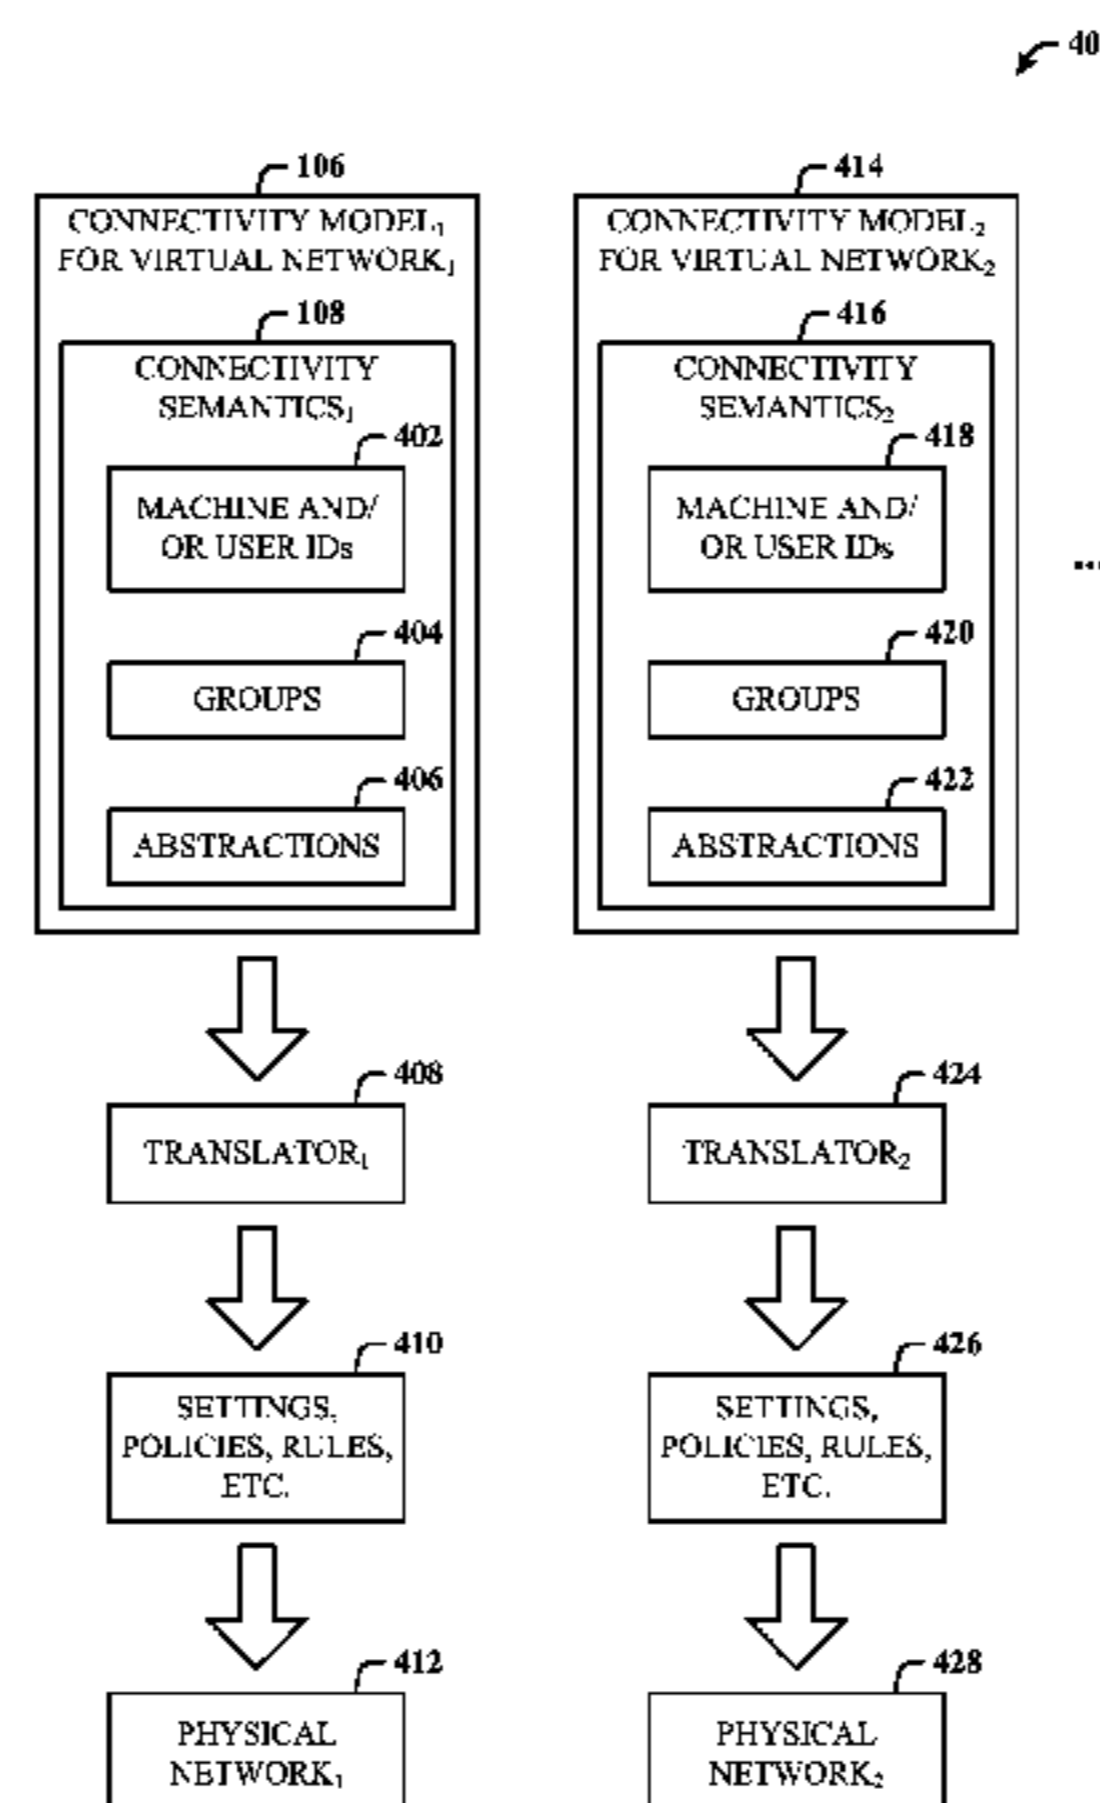 40
106
CONNECTIVITY MODEL₁
FOR VIRTUAL NETWORK₁
108
CONNECTIVITY
SEMANTICS₁
402
MACHINE AND/
OR USER IDs
404
GROUPS
406
ABSTRACTIONS
408
TRANSLATOR₁
410
SETTINGS,
POLICIES, RULES,
ETC.
412
PHYSICAL
NETWORK₁
414
CONNECTIVITY MODEL₂
FOR VIRTUAL NETWORK₂
416
CONNECTIVITY
SEMANTICS₂
418
MACHINE AND/
OR USER IDs
420
GROUPS
422
ABSTRACTIONS
424
TRANSLATOR₂
426
SETTINGS,
POLICIES, RULES,
ETC.
428
PHYSICAL
NETWORK₂
...